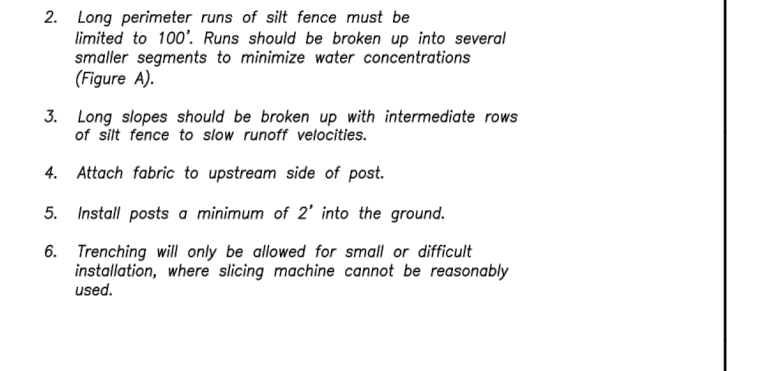 2. Long perimeter runs of silt fence must be
limited to 100'. Runs should be broken up into several
smaller segments to minimize water concentrations
(Figure A).
3. Long slopes should be broken up with intermediate rows
of silt fence to slow runoff velocities.
4. Attach fabric to upstream side of post.
5. Install posts a minimum of 2' into the ground.
6. Trenching will only be allowed for small or difficult
installation, where slicing machine cannot be reasonably
used.